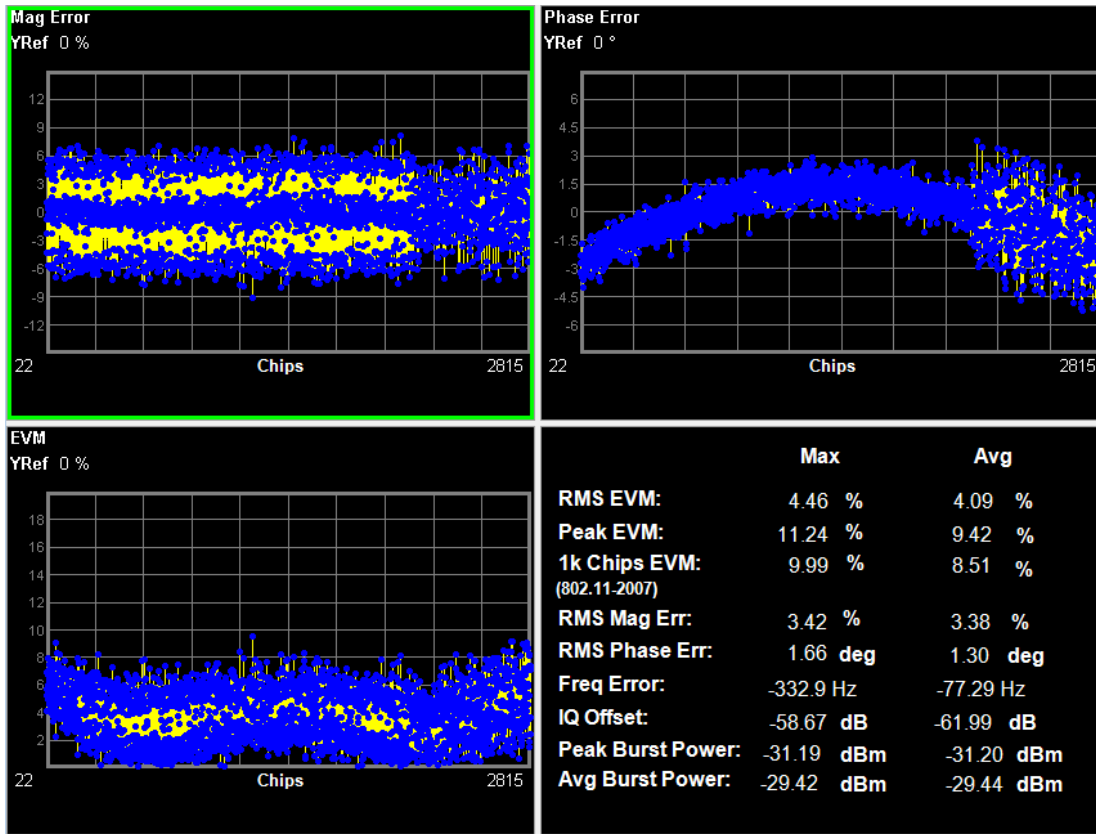 Mag Error
YRef 0 %
12
9
6
3
0
-3
-6
-9
-12
22 Chips 2815
Phase Error
YRef 0 °
6
4.5
3
1.5
0
-1.5
-3
-4.5
-6
22 Chips 2815
EVM
YRef 0 %
18
16
14
12
10
8
6
4
2
22 Chips 2815
Max Avg
RMS EVM: 4.46 % 4.09 %
Peak EVM: 11.24 % 9.42 %
1k Chips EVM: 9.99 % 8.51 %
(802.11-2007)
RMS Mag Err: 3.42 % 3.38 %
RMS Phase Err: 1.66 deg 1.30 deg
Freq Error: -332.9 Hz -77.29 Hz
IQ Offset: -58.67 dB -61.99 dB
Peak Burst Power: -31.19 dBm -31.20 dBm
Avg Burst Power: -29.42 dBm -29.44 dBm